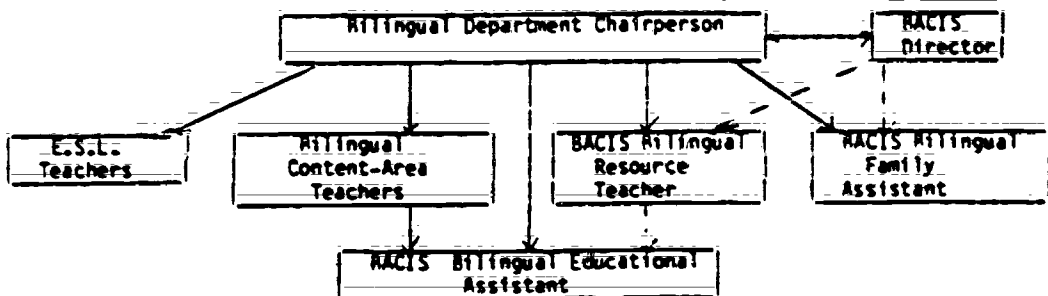 Bilingual Department Chairperson
BACIS
Director
E.S.L.
Teachers
Bilingual
Content-Area
Teachers
BACIS Bilingual
Resource
Teacher
BACIS Bilingual
Family
Assistant
BACIS Bilingual Educational
Assistant